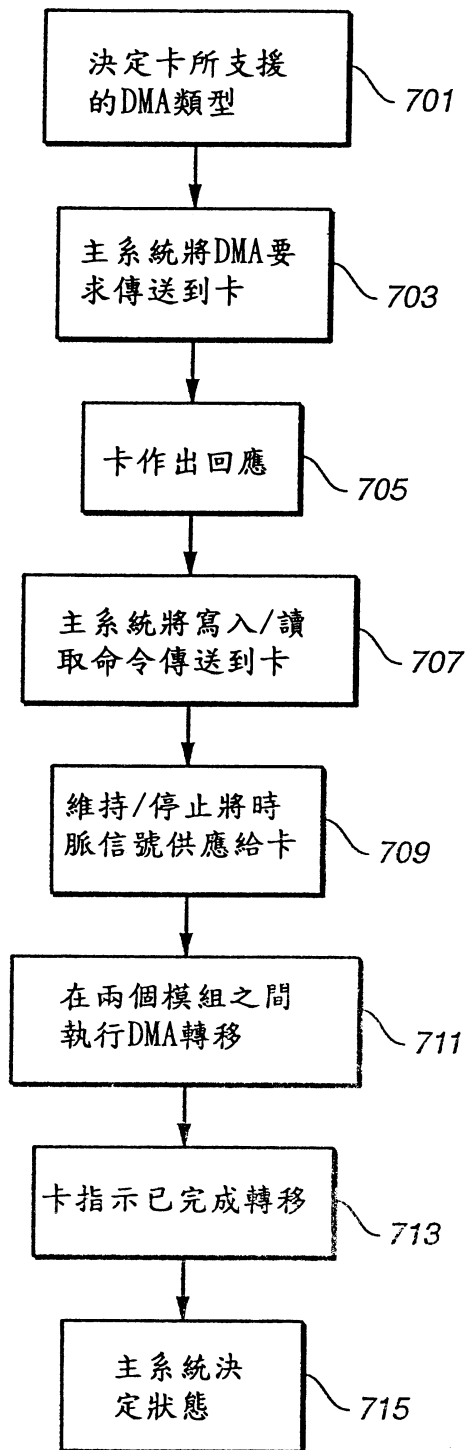 決定卡所支援
的DMA類型
701
主系統將DMA要
求傳送到卡
703
卡作出回應
705
主系統將寫入/讀
取命令傳送到卡
707
維持/停止將時
脈信號供應給卡
709
在兩個模組之間
執行DMA轉移
711
卡指示已完成轉移
713
主系統決
定狀態
715